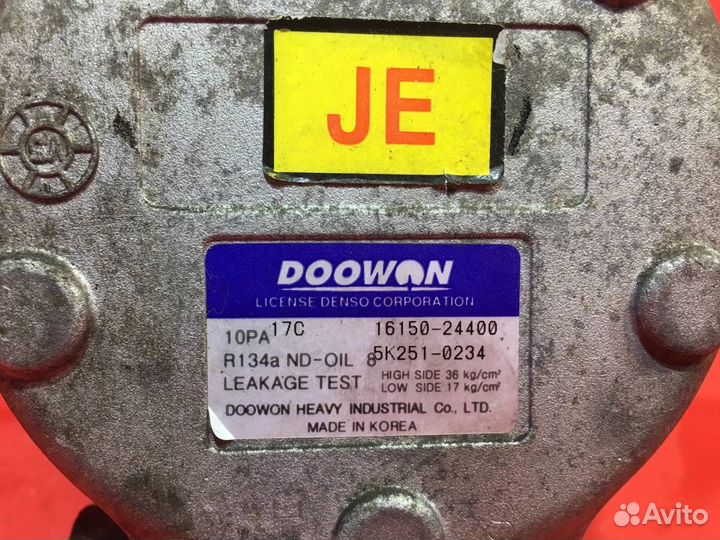 JE
DOOWON
LICENSE DENSO CORPORATION
10PA17C 16150-24400
R134a ND-OIL 8 5K251-0234
LEAKAGE TEST HIGH SIDE 36 kg/cm²
LOW SIDE 17 kg/cm²
DOOWON HEAVY INDUSTRIAL Co., LTD.
MADE IN KOREA
Avito